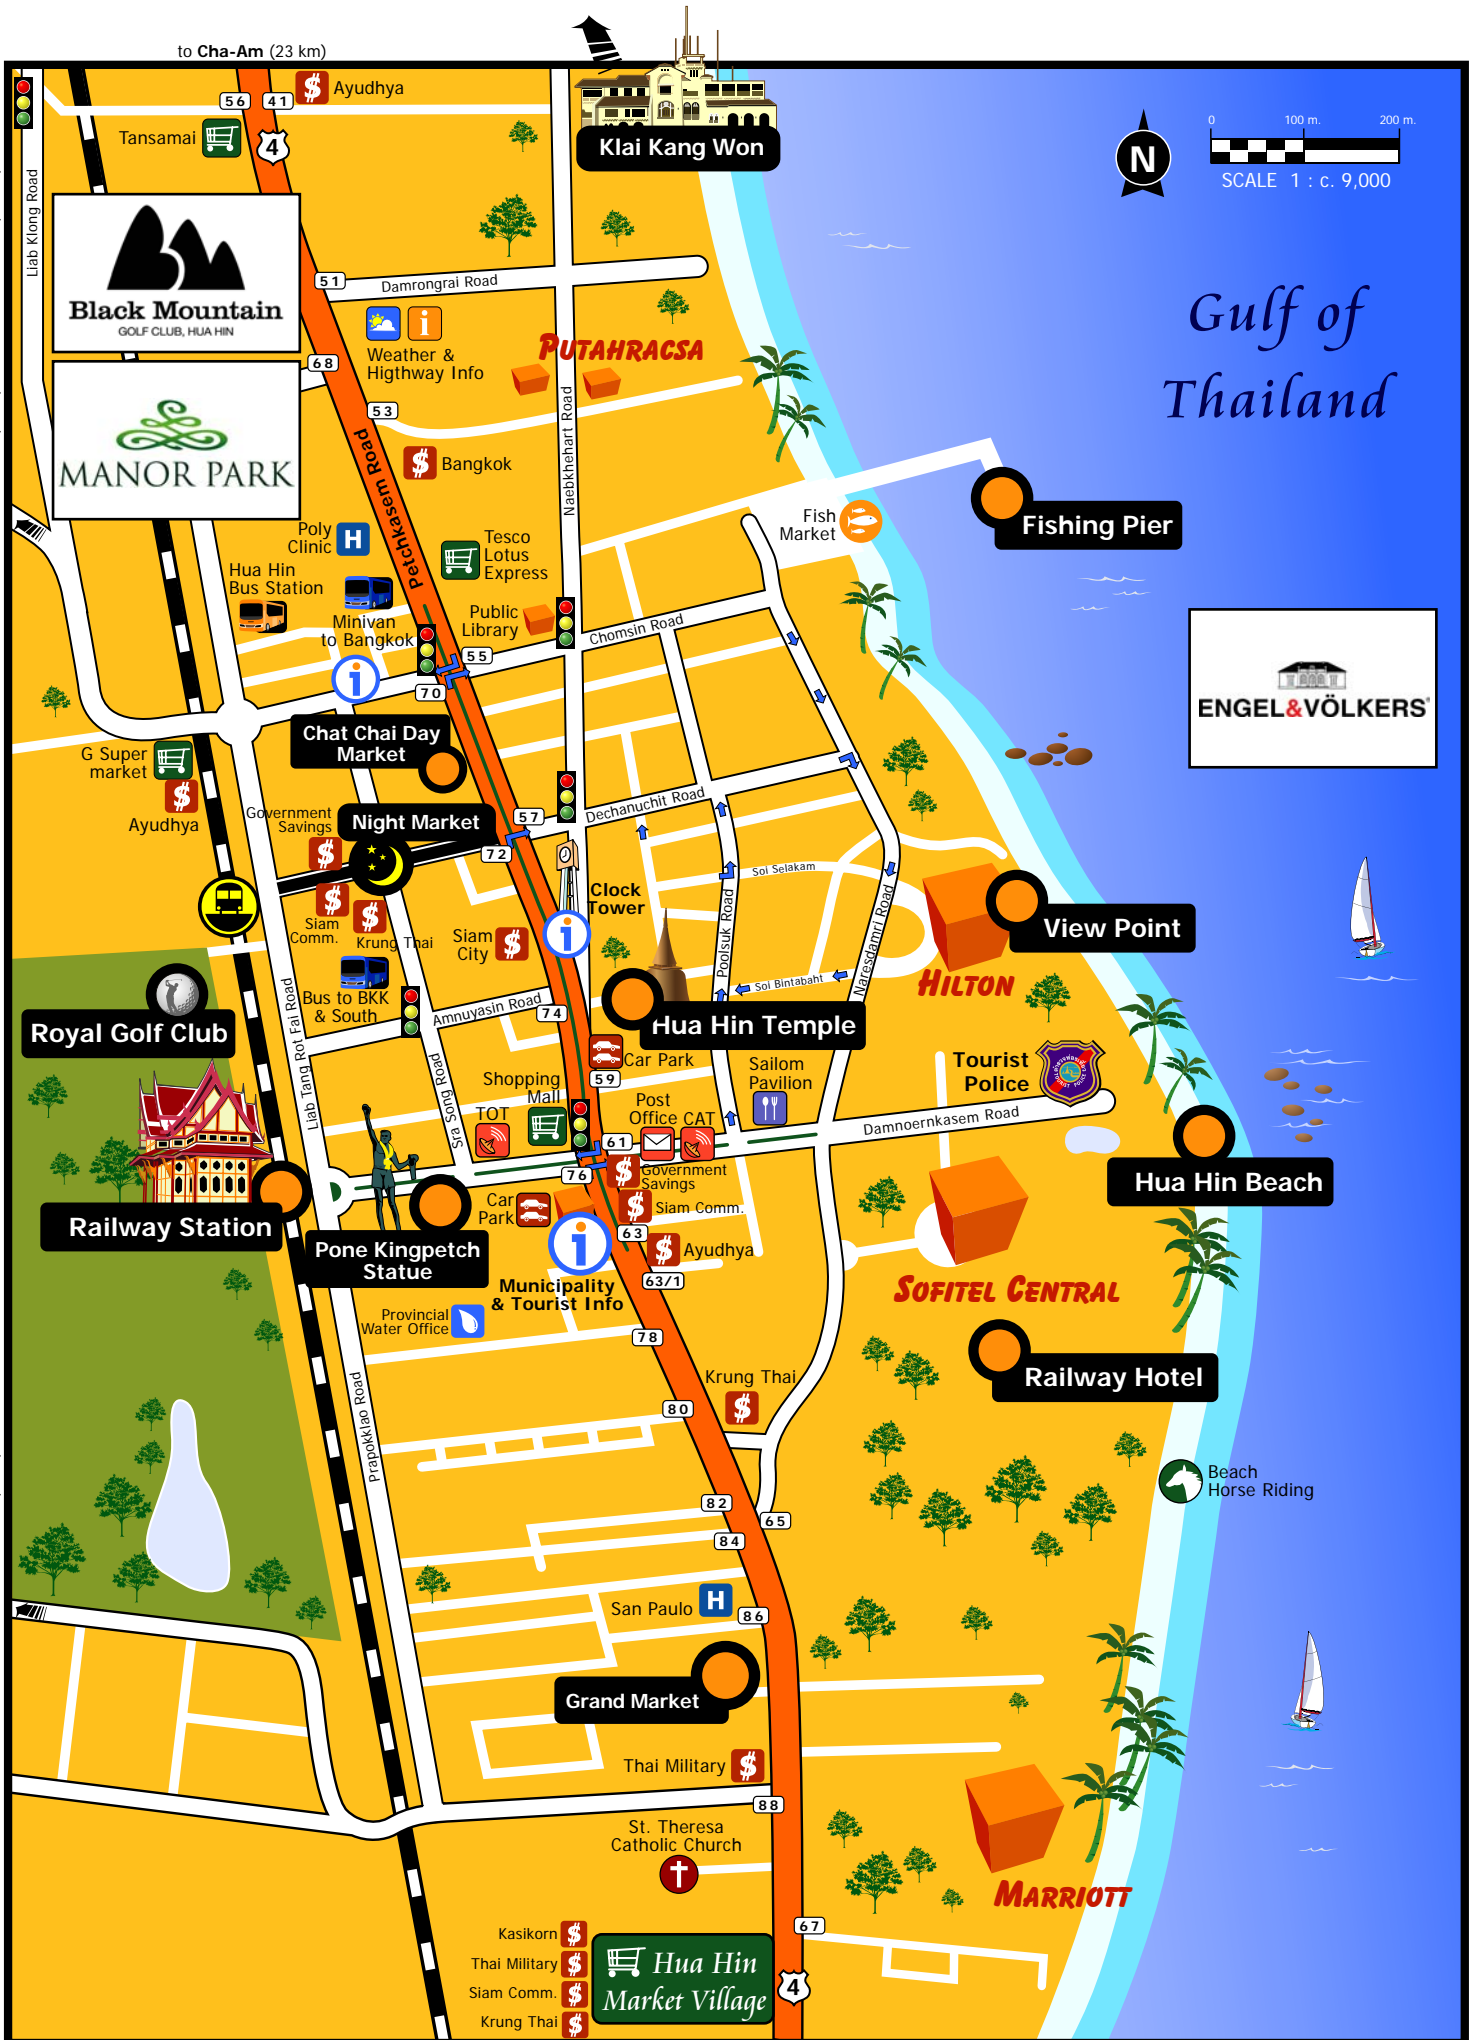 to Cha-Am (23 km)
56
41
Ayudhya
Tansamai
4
Klai Kang Won
N
0
100 m.
200 m.
SCALE 1 : c. 9,000
Liab Klong Road
Black Mountain
GOLF CLUB, HUA HIN
51
Damrongrai Road
Gulf of
Thailand
Weather &
Higthway Info
PUTAHRACSA
68
53
MANOR PARK
Petchkasem Road
Naebkhehart Road
Bangkok
Fishing Pier
Fish
Market
Poly
Clinic
H
Tesco
Lotus
Express
Hua Hin
Bus Station
Minivan
to Bangkok
Public
Library
Chomsin Road
55
70
ENGEL&VÖLKERS
Chat Chai Day
Market
G Super
market
Ayudhya
Government
Savings
Night Market
57
Dechanuchit Road
72
Soi Selakam
Clock
Tower
Siam
Comm.
Krung Thai
Siam
City
Poolsuk Road
Naresdamri Road
View Point
HILTON
Soi Bintabaht
Bus to BKK
& South
Amnuyasin Road
74
Hua Hin Temple
Royal Golf Club
Liab Tang Rot Fai Road
Sra Song Road
Car Park
59
Sailom
Pavilion
Tourist
Police
Shopping
Mall
TOT
Post
Office
CAT
61
Damnoernkasem Road
76
Government
Savings
Hua Hin Beach
Railway Station
Car
Park
Siam Comm.
63
Pone Kingpetch
Statue
Ayudhya
63/1
Municipality
& Tourist Info
SOFITEL CENTRAL
Provincial
Water Office
78
Railway Hotel
Krung Thai
Prapokklao Road
80
Beach
Horse Riding
82
65
84
San Paulo
H
86
Grand Market
Thai Military
88
St. Theresa
Catholic Church
MARRIOTT
67
Kasikorn
Thai Military
Siam Comm.
Krung Thai
Hua Hin
Market Village
4